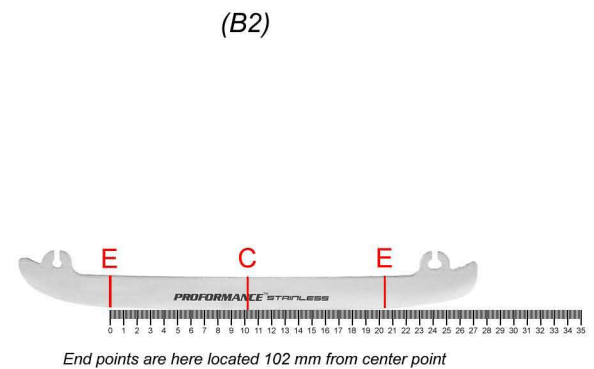 (B2)
E C E
PROFORMANCE™ STAINLESS
0 1 2 3 4 5 6 7 8 9 10 11 12 13 14 15 16 17 18 19 20 21 22 23 24 25 26 27 28 29 30 31 32 33 34 35
End points are here located 102 mm from center point